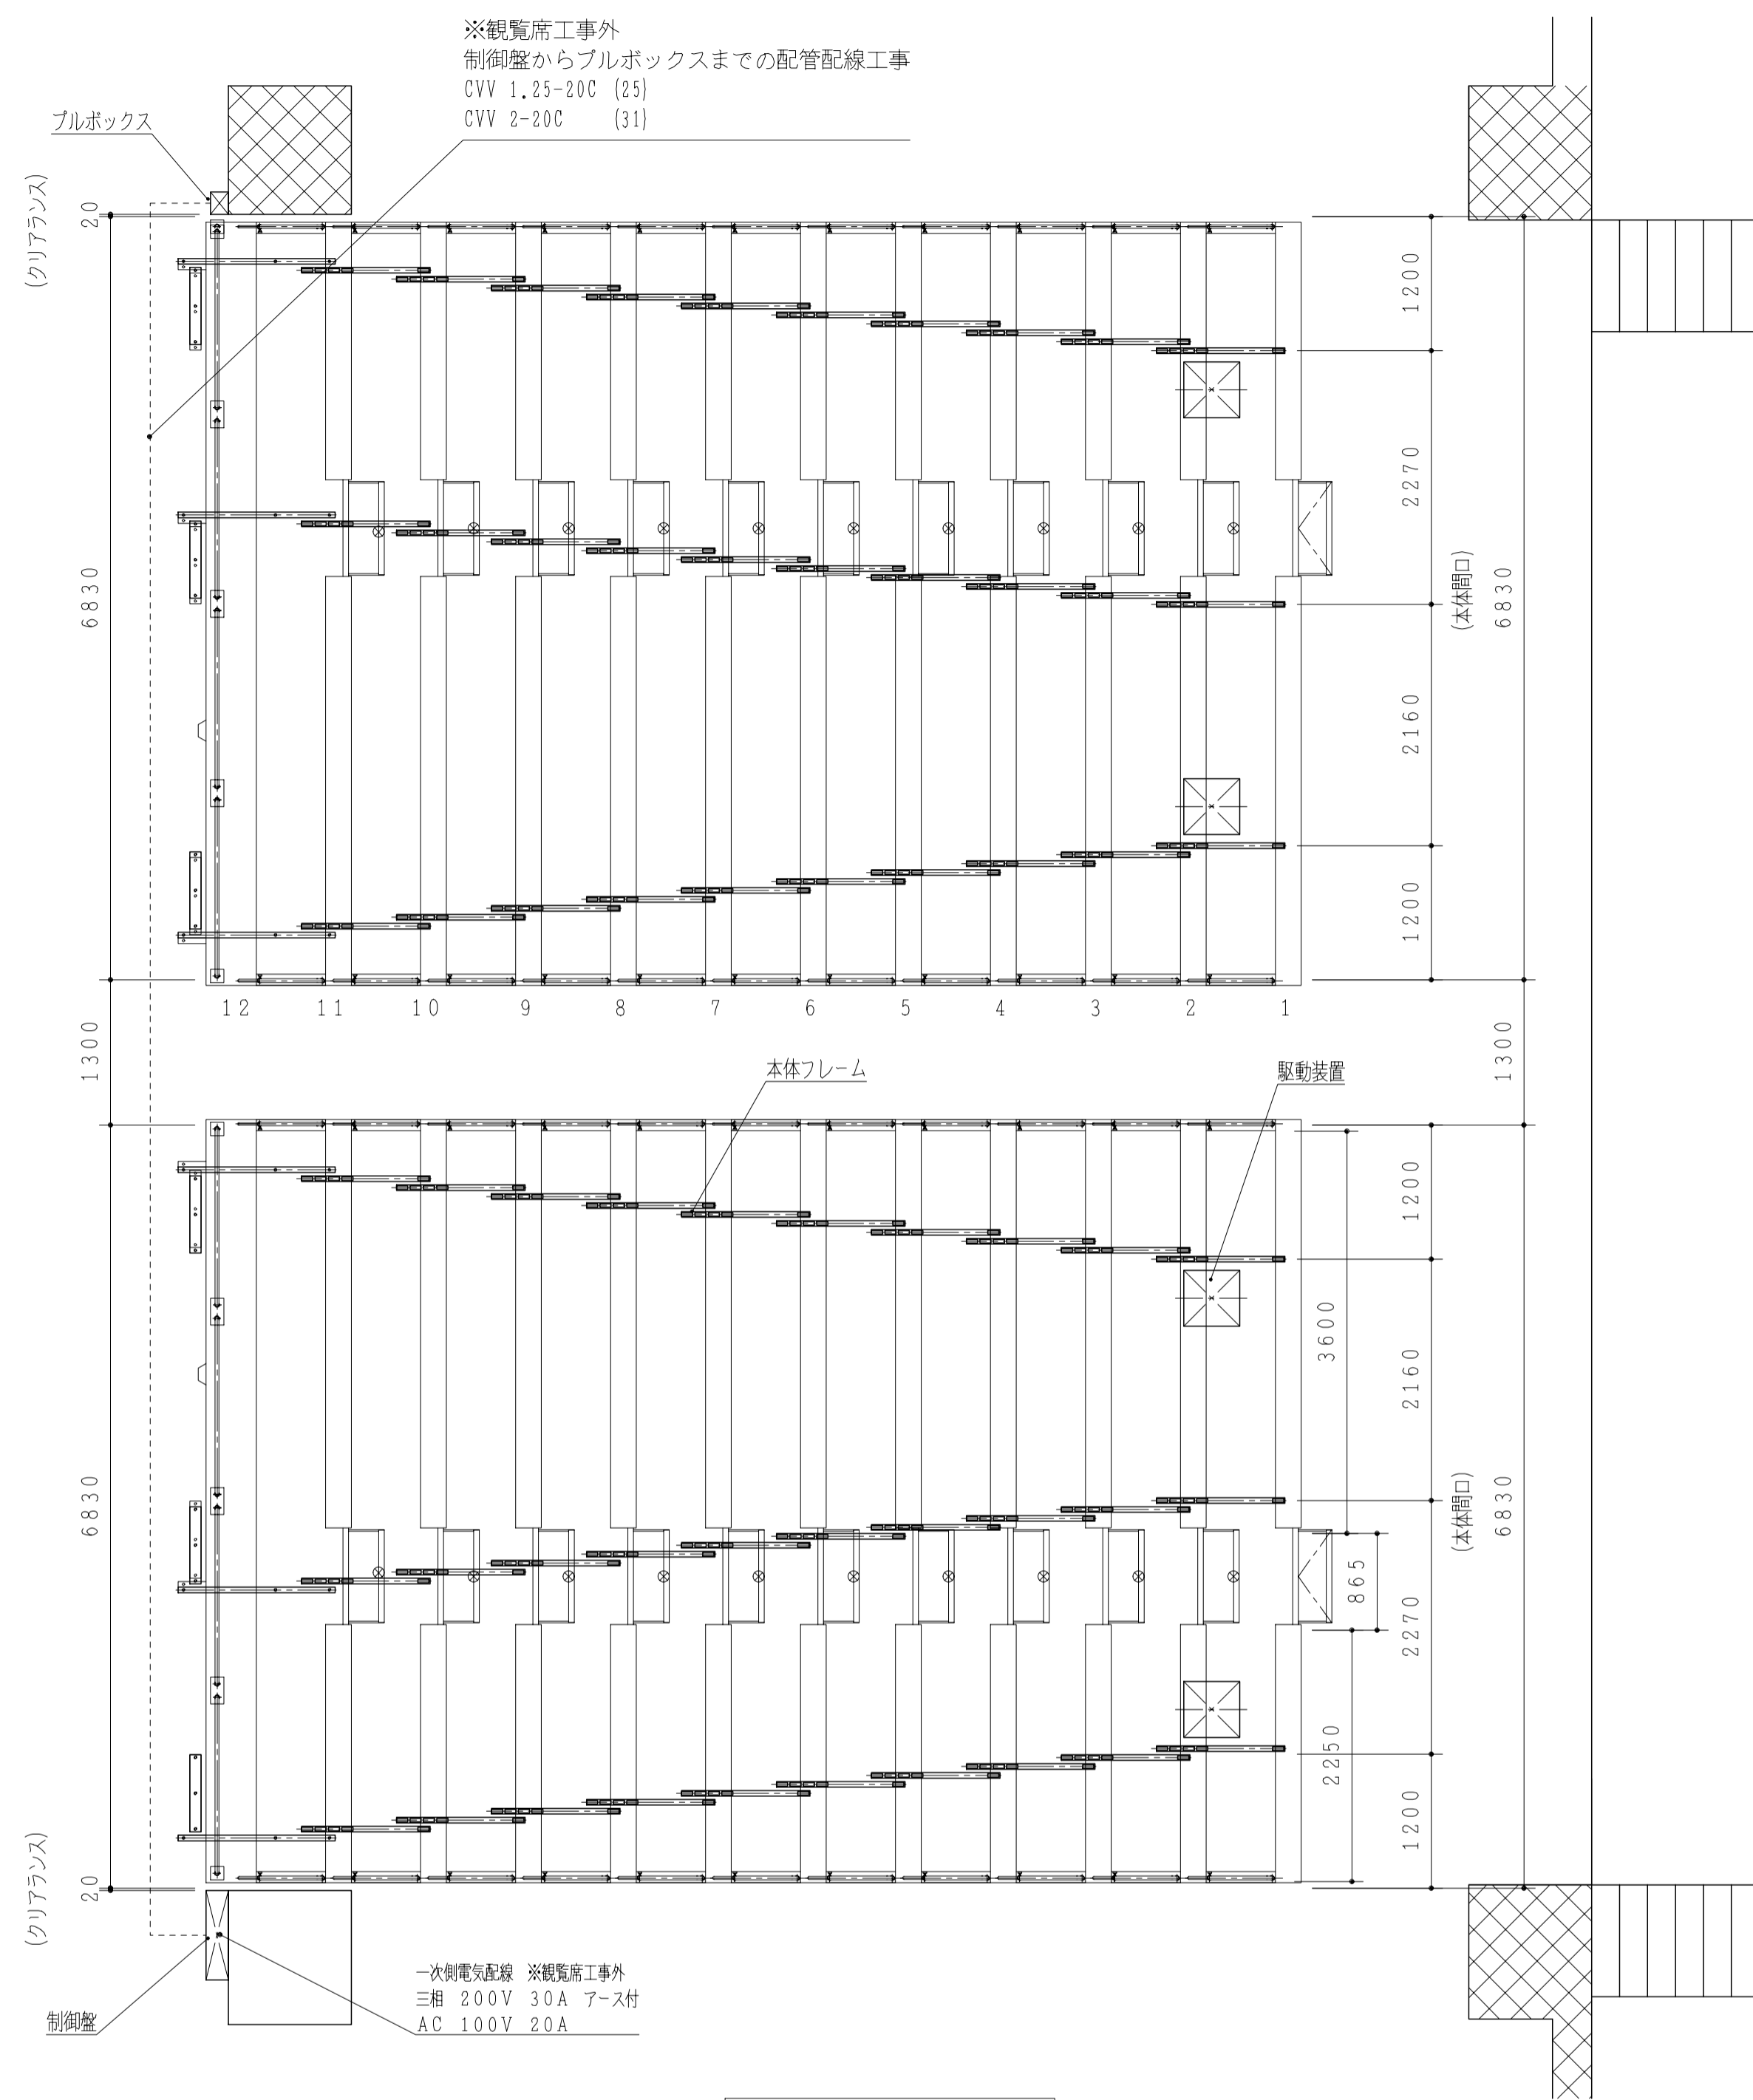 ※観覧席工事外
制御盤からプルボックスまでの配管配線工事
CVV 1.25-20C (25)
CVV 2-20C (31)
プルボックス
(クリアランス)
20
6830
1300
6830
20
(クリアランス)
1200
2270
2160
1200
(本体間口)
6830
1300
12 11 10 9 8 7 6 5 4 3 2 1
本体フレーム
駆動装置
1200
2160
2270
1200
3600
865
2250
(本体間口)
6830
制御盤
一次側電気配線 ※観覧席工事外
三相 200V 30A アース付
AC 100V 20A